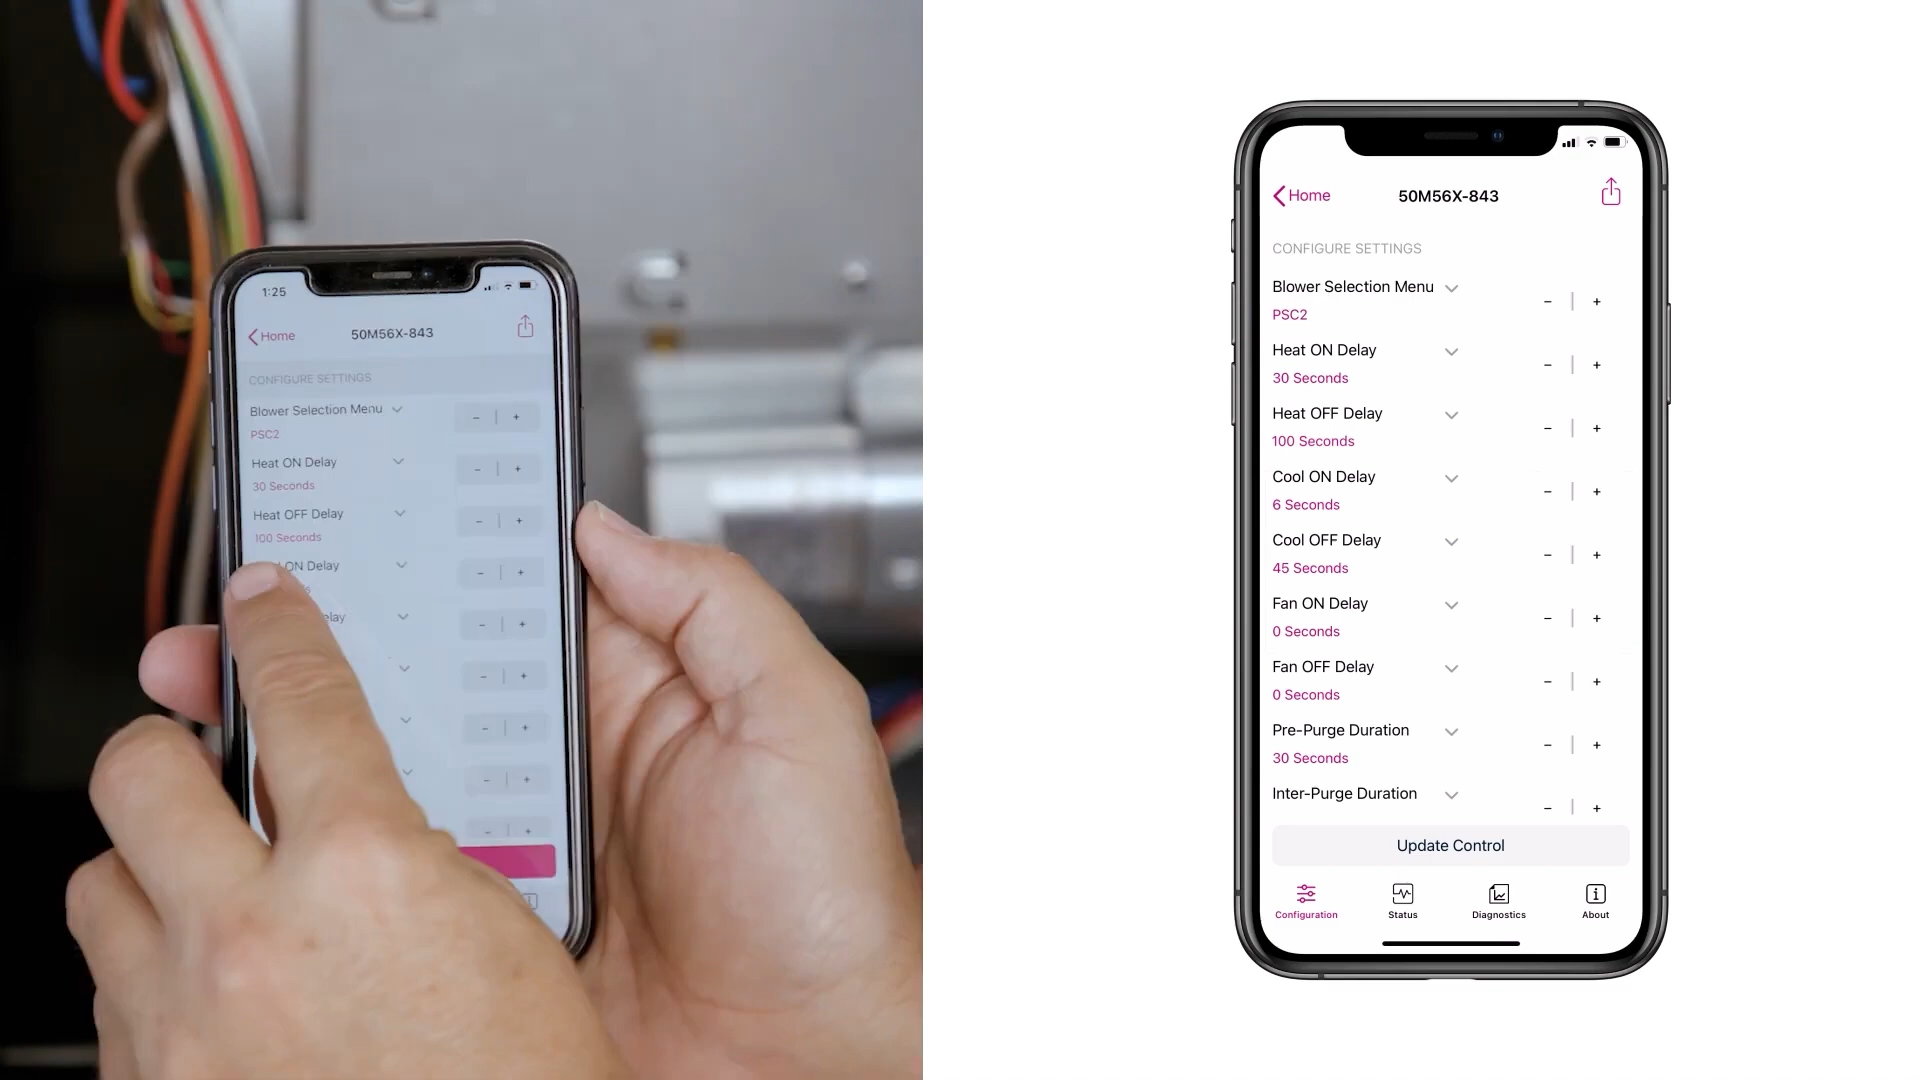 1:25
Home
50M56X-843
CONFIGURE SETTINGS
Blower Selection Menu
PSC2
Heat ON Delay
30 Seconds
Heat OFF Delay
100 Seconds
ON Delay
Home
50M56X-843
CONFIGURE SETTINGS
Blower Selection Menu
PSC2
- | +
Heat ON Delay
30 Seconds
- | +
Heat OFF Delay
100 Seconds
- | +
Cool ON Delay
6 Seconds
- | +
Cool OFF Delay
45 Seconds
- | +
Fan ON Delay
0 Seconds
- | +
Fan OFF Delay
0 Seconds
- | +
Pre-Purge Duration
30 Seconds
- | +
Inter-Purge Duration
- | +
Update Control
Configuration
Status
Diagnostics
About